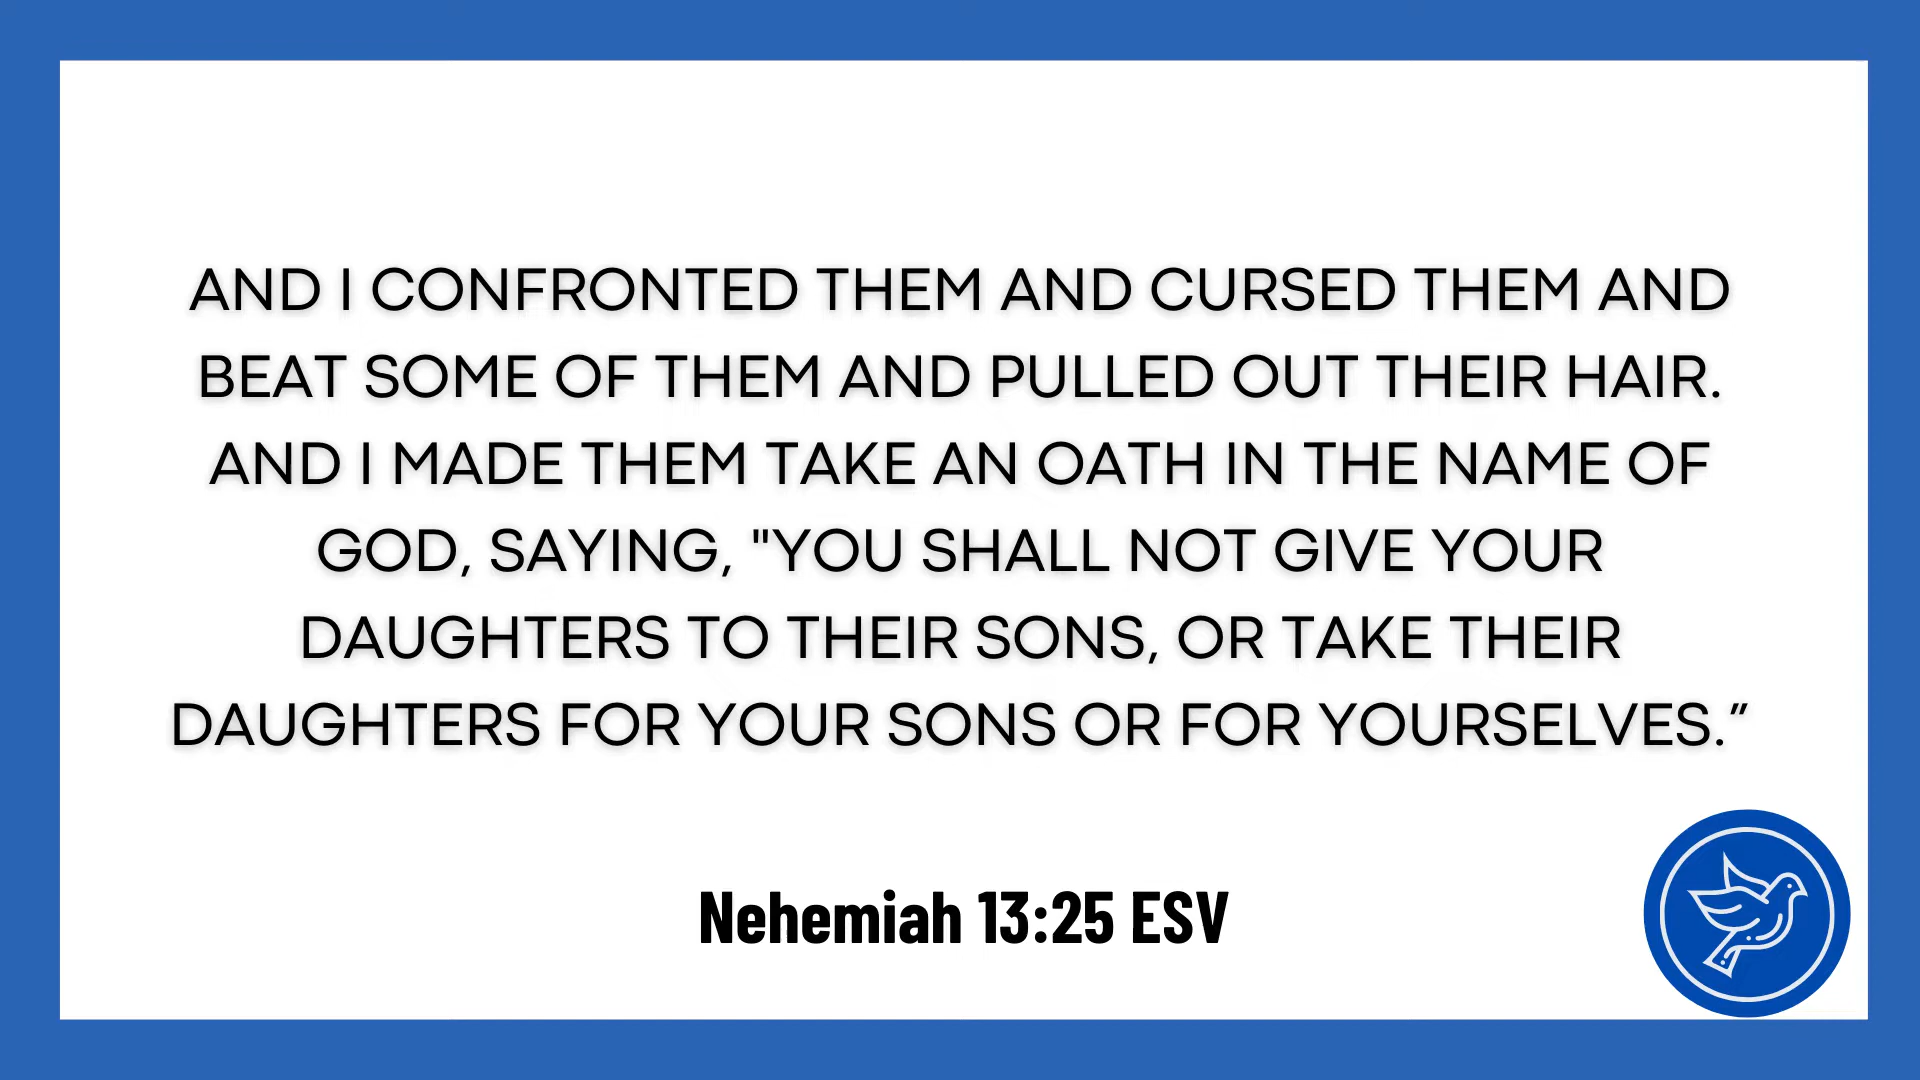 AND I CONFRONTED THEM AND CURSED THEM AND
BEAT SOME OF THEM AND PULLED OUT THEIR HAIR.
AND I MADE THEM TAKE AN OATH IN THE NAME OF
GOD, SAYING, "YOU SHALL NOT GIVE YOUR
DAUGHTERS TO THEIR SONS, OR TAKE THEIR
DAUGHTERS FOR YOUR SONS OR FOR YOURSELVES.”
Nehemiah 13:25 ESV